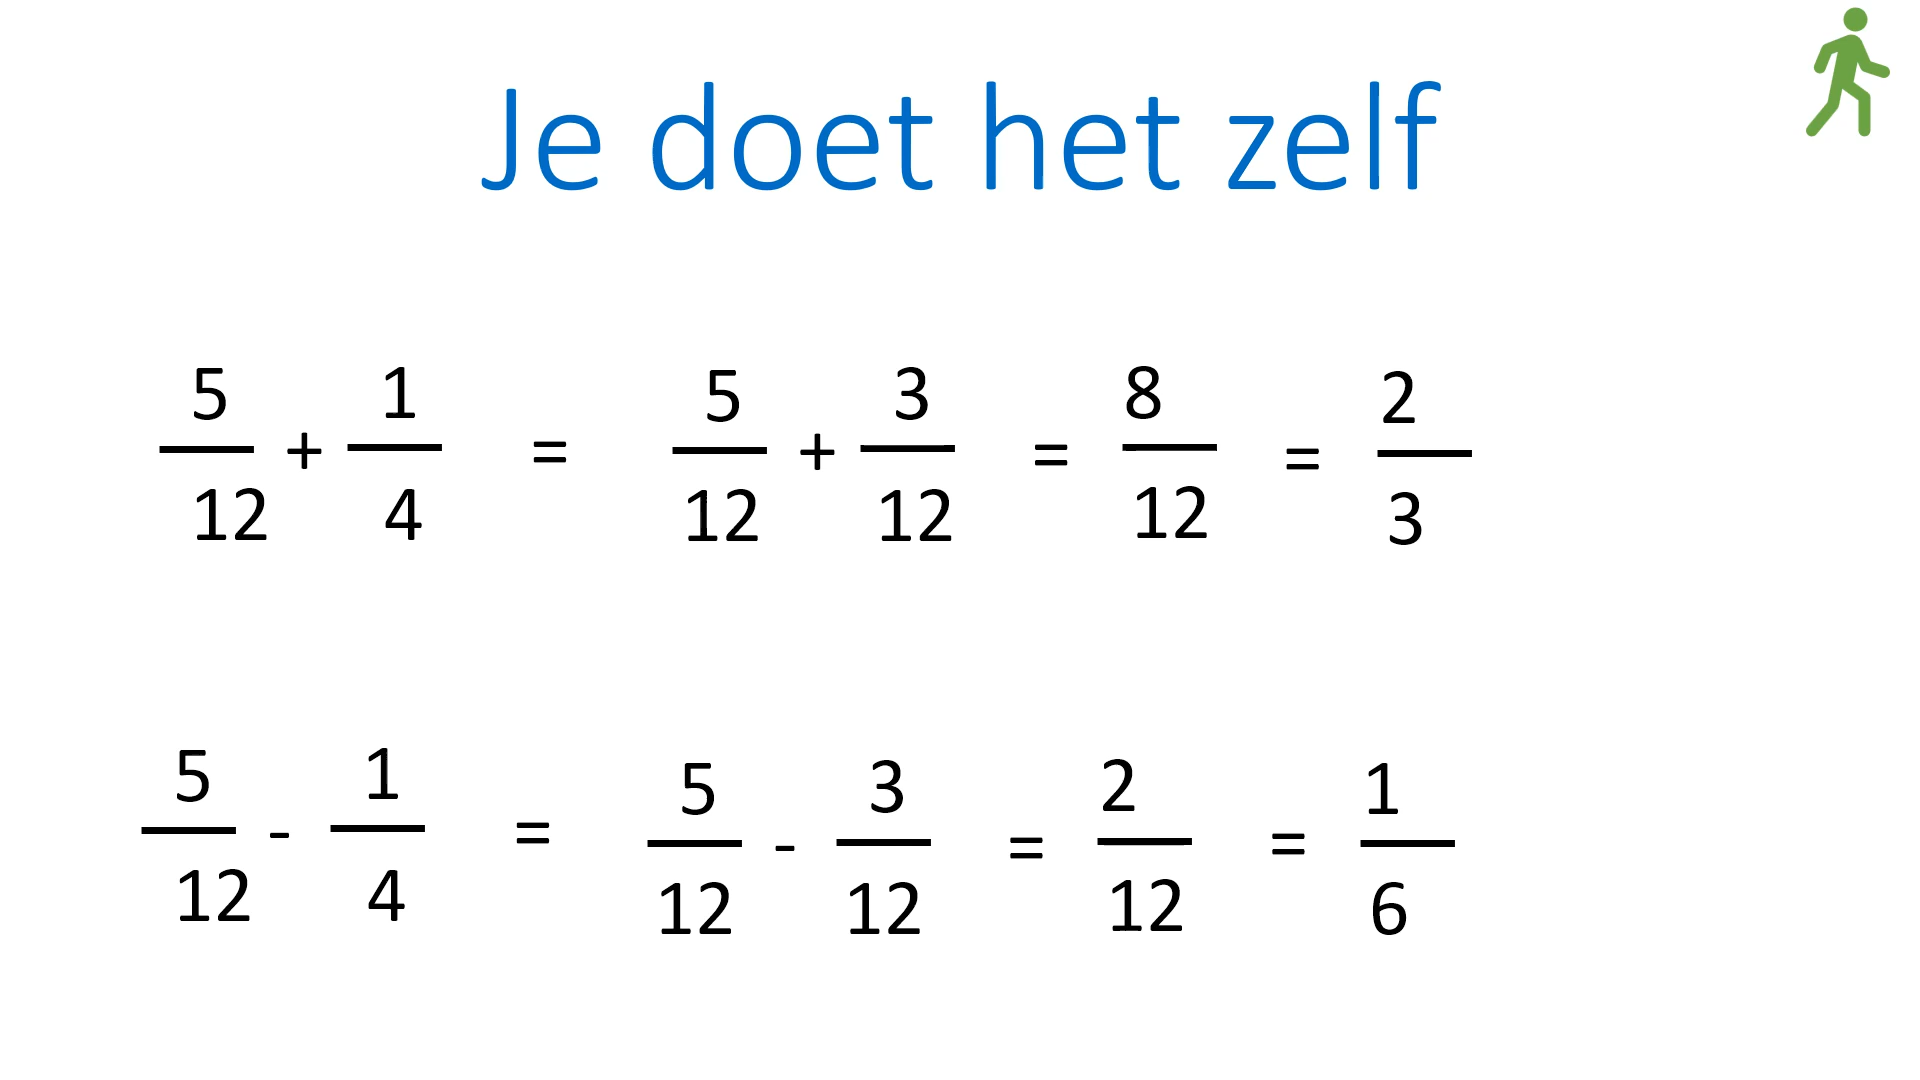 Je doet het zelf
5 1 5 3 8 2
+ = + = =
12 4 12 12 12 3
5 1 5 3 2 1
- = - = =
12 4 12 12 12 6